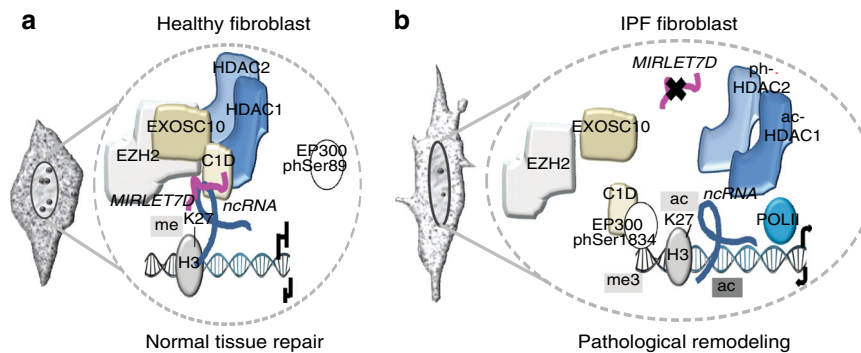 a
Healthy fibroblast
HDAC2
HDAC1
EXOSC10
EZH2
C1D
EP300
phSer89
MIRLET7D
ncRNA
me
K27
H3
Normal tissue repair
b
IPF fibroblast
MIRLET7D
ph-
HDAC2
EXOSC10
ac-
HDAC1
EZH2
C1D
ac
ncRNA
EP300
K27
POLII
phSer1834
H3
me3
ac
Pathological remodeling